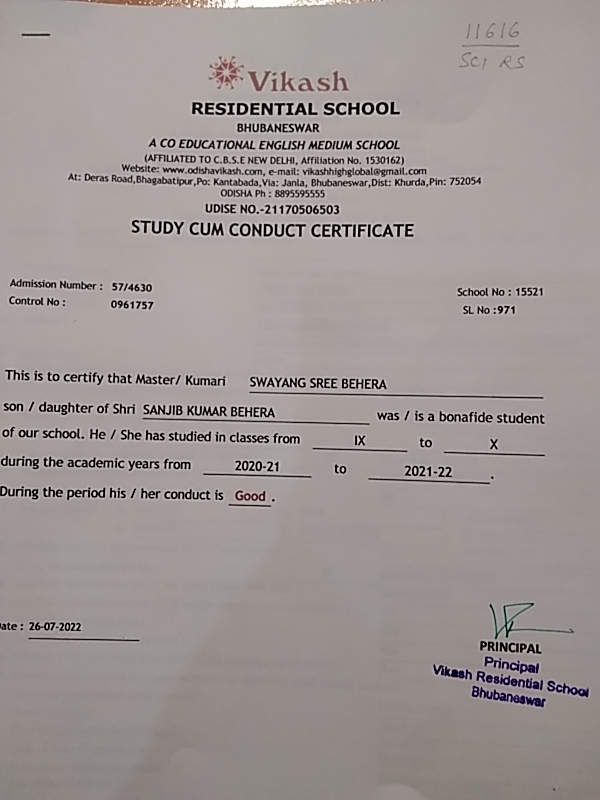 11616
SCI RS
Vikash
RESIDENTIAL SCHOOL
BHUBANESWAR
A CO EDUCATIONAL ENGLISH MEDIUM SCHOOL
(AFFILIATED TO C.B.S.E NEW DELHI, Affiliation No. 1530162)
Website: www.odishavikash.com, e-mail: vikashhighglobal@gmail.com
At: Deras Road,Bhagabatipur,Po: Kantabada,Via: Janla, Bhubaneswar,Dist: Khurda,Pin: 752054
ODISHA Ph : 8895595555
UDISE NO.-21170506503
STUDY CUM CONDUCT CERTIFICATE
Admission Number : 57/4630
School No : 15521
Control No : 0961757
SL No :971
This is to certify that Master/ Kumari SWAYANG SREE BEHERA
son / daughter of Shri SANJIB KUMAR BEHERA was / is a bonafide student
of our school. He / She has studied in classes from IX to X
during the academic years from 2020-21 to 2021-22 .
During the period his / her conduct is Good .
ate : 26-07-2022
PRINCIPAL
Principal
Vikash Residential School
Bhubaneswar